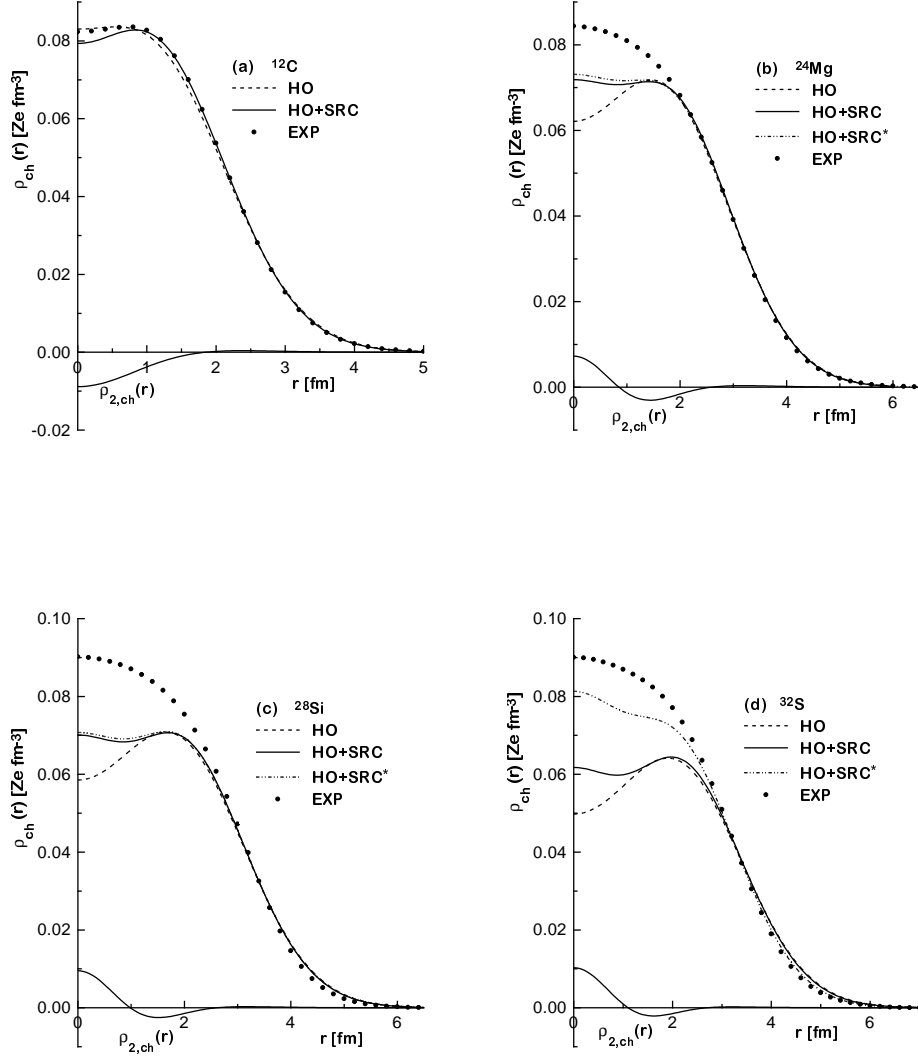 0.08
0.06
0.04
0.02
0.00
-0.02
ρch (r) [Ze fm-3]
(a) 12C
HO
HO+SRC
EXP
0 1 2 3 4 5
ρ2,ch(r)
r [fm]
0.08
0.06
0.04
0.02
0.00
ρch (r) [Ze fm-3]
(b) 24Mg
HO
HO+SRC
HO+SRC*
EXP
0 2 4 6
ρ2,ch(r)
r [fm]
0.10
0.08
0.06
0.04
0.02
0.00
ρch (r) [Ze fm-3]
(c) 28Si
HO
HO+SRC
HO+SRC*
EXP
0 2 4 6
ρ2,ch(r)
r [fm]
0.10
0.08
0.06
0.04
0.02
0.00
ρch (r) [Ze fm-3]
(d) 32S
HO
HO+SRC
HO+SRC*
EXP
0 2 4 6
ρ2,ch(r)
r [fm]